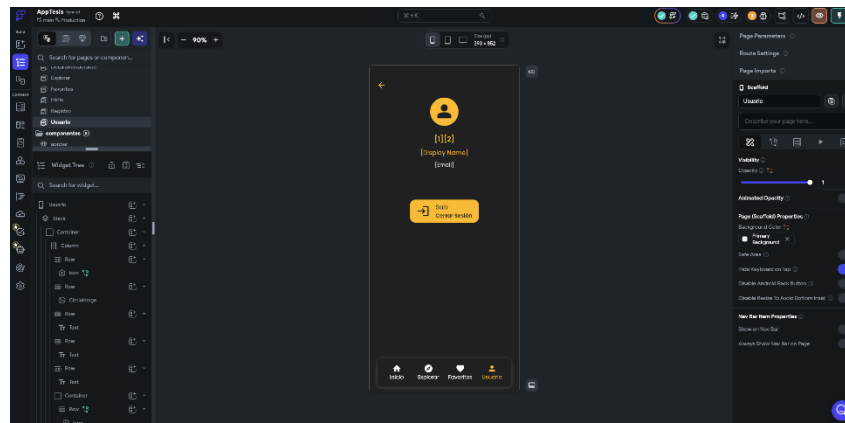 AppTesis
main Production
⌘+K
90%
393 × 852
Search for pages or componen...
Explorar
Favoritos
Inicio
Registro
Usuario
componentes
appbar
Widget Tree
Search for widget...
Usuario
Stack
Container
Column
Row
Icon
Row
CircleImage
Row
Text
Row
Text
Row
Text
Container
Row
[1][2]
[Display Name]
[Email]
Salir
Cerrar Sesión
Inicio Explorar Favoritos Usuario
Page Parameters
Route Settings
Page Imports
Scaffold
Usuario
Describe your page here...
Visibility
Opacity
1
Animated Opacity
Page (Scaffold) Properties
Background Color
Primary
Background
Safe Area
Hide Keyboard on Tap
Disable Android Back Button
Disable Resize To Avoid Bottom Inset
Nav Bar Item Properties
Show on Nav Bar
Always Show Nav Bar on Page